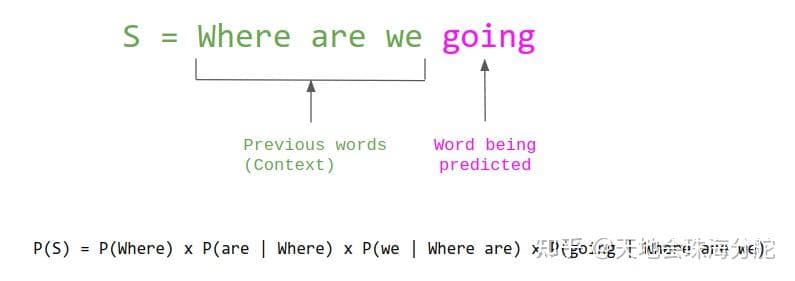 S = Where are we going
Previous words
(Context)
Word being
predicted
P(S) = P(Where) x P(are | Where) x P(we | Where are) x P(going | Where are we)
知乎 @天地会珠海分舵